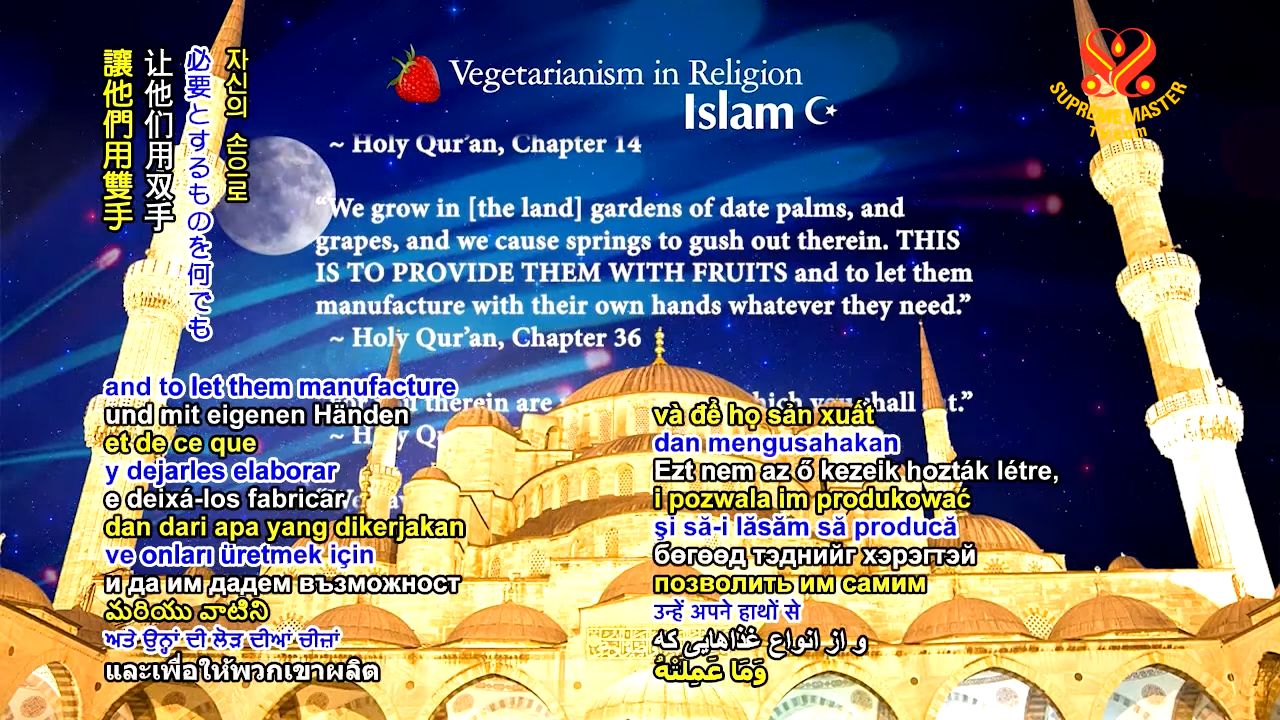 Vegetarianism in Religion
Islam
SUPREME MASTER
~ Holy Qur'an, Chapter 14
“We grow in [the land] gardens of date palms, and
grapes, and we cause springs to gush out therein. THIS
IS TO PROVIDE THEM WITH FRUITS and to let them
manufacture with their own hands whatever they need.”
~ Holy Qur'an, Chapter 36
therein are
shall
讓他們用雙手
让他们用双手
必要とするものを何でも
자신의 손으로
and to let them manufacture
und mit eigenen Händen
et de ce que
y dejarles elaborar
e deixá-los fabricar
dan dari apa yang dikerjakan
ve onları üretmek için
и да им дадем възможност
మరియు వాటిని
ਅਤੇ ਉਨ੍ਹਾਂ ਦੀ ਲੋੜ ਦੀਆਂ ਚੀਜ਼ਾਂ
และเพื่อให้พวกเขาผลิต
và để họ sản xuất
dan mengusahakan
Ezt nem az ő kezeik hozták létre,
i pozwala im produkować
şi să-i lăsăm să producă
бөгөөд тэднийг хэрэгтэй
позволить им самим
उन्हें अपने हाथों से
و از انواع غذاهایی که
وَمَا عَمِلَتْهُ